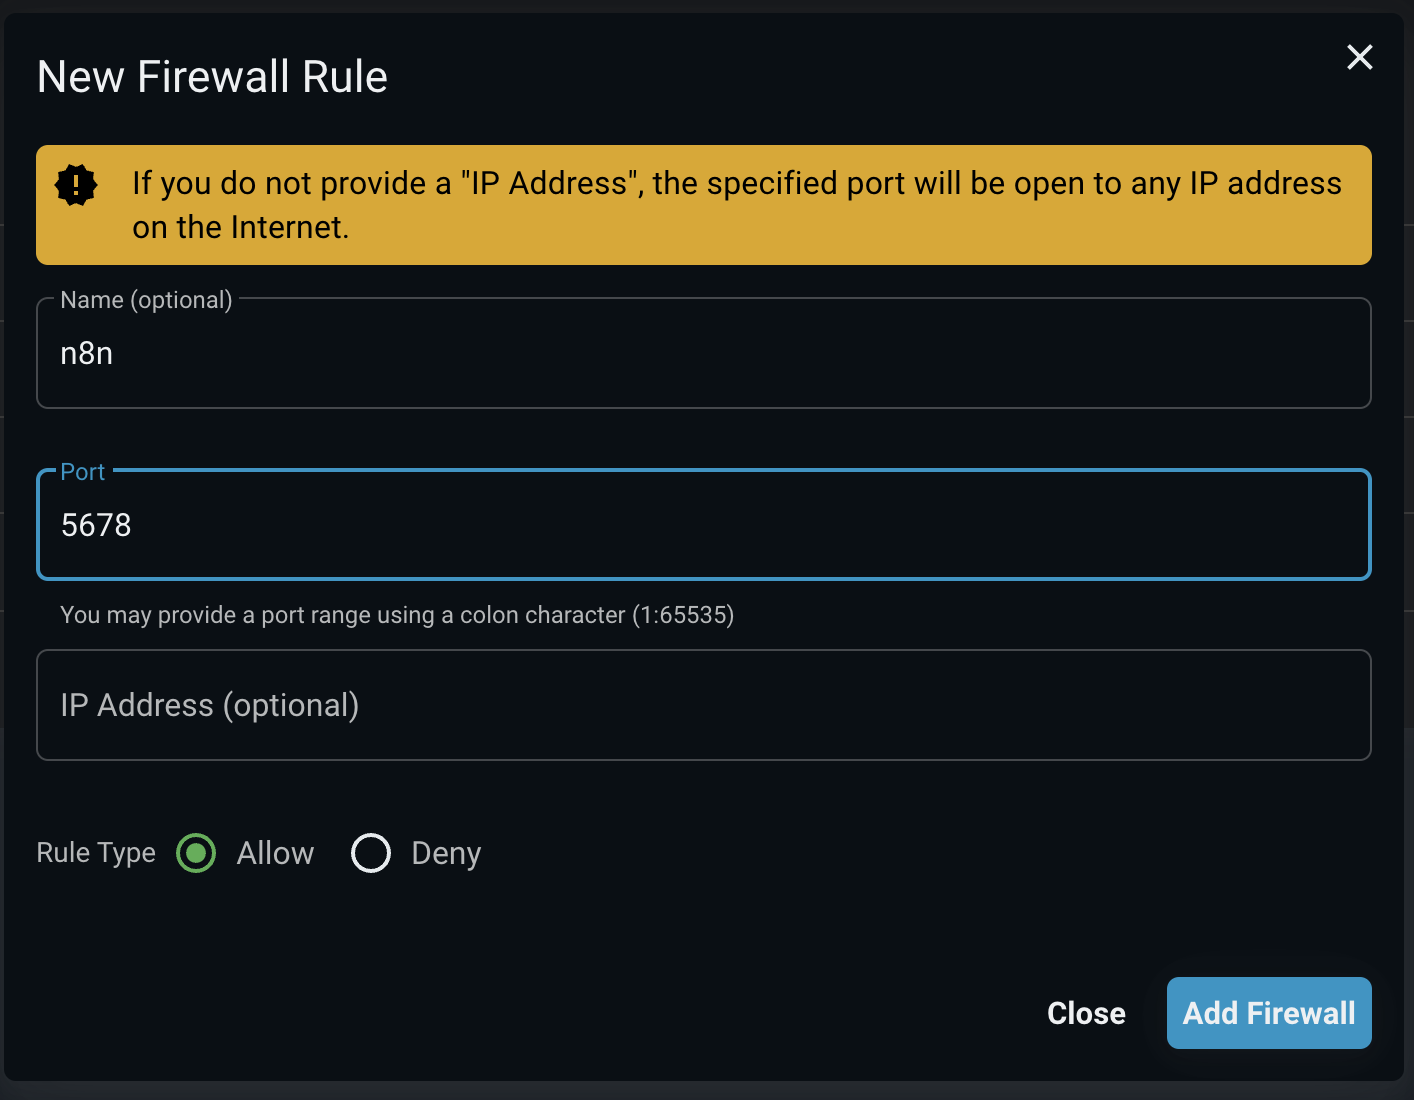 New Firewall Rule
If you do not provide a "IP Address", the specified port will be open to any IP address
on the Internet.
Name (optional)
n8n
Port
5678
You may provide a port range using a colon character (1:65535)
IP Address (optional)
Rule Type Allow Deny
Close Add Firewall